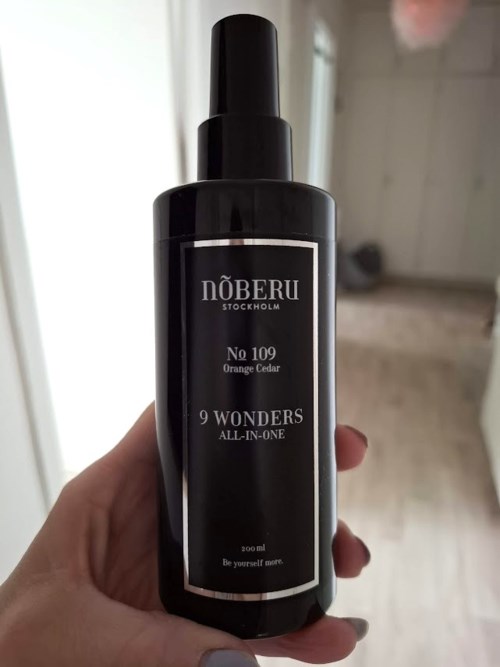 nõBERU
STOCKHOLM
No 109
Orange Cedar
9 WONDERS
ALL-IN-ONE
200 ml
Be yourself more.